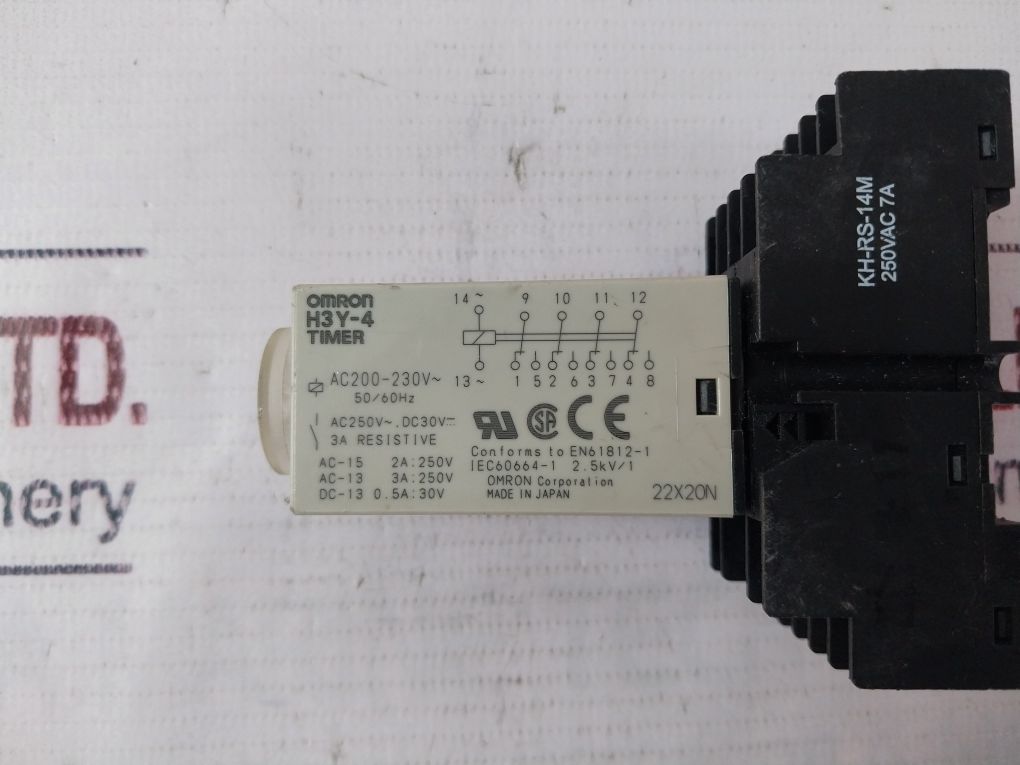 OMRON
H3Y-4
TIMER
14~ 9 10 11 12
13~ 1 5 2 6 3 7 4 8
AC200-230V~
50/60Hz
AC250V~.DC30V⎓
3A RESISTIVE
AC-15 2A:250V
AC-13 3A:250V
DC-13 0.5A:30V
RU SA CE
Conforms to EN61812-1
IEC60664-1 2.5kV/1
OMRON Corporation
MADE IN JAPAN
22X20N
KH-RS-14M
250VAC 7A
TD.
nery